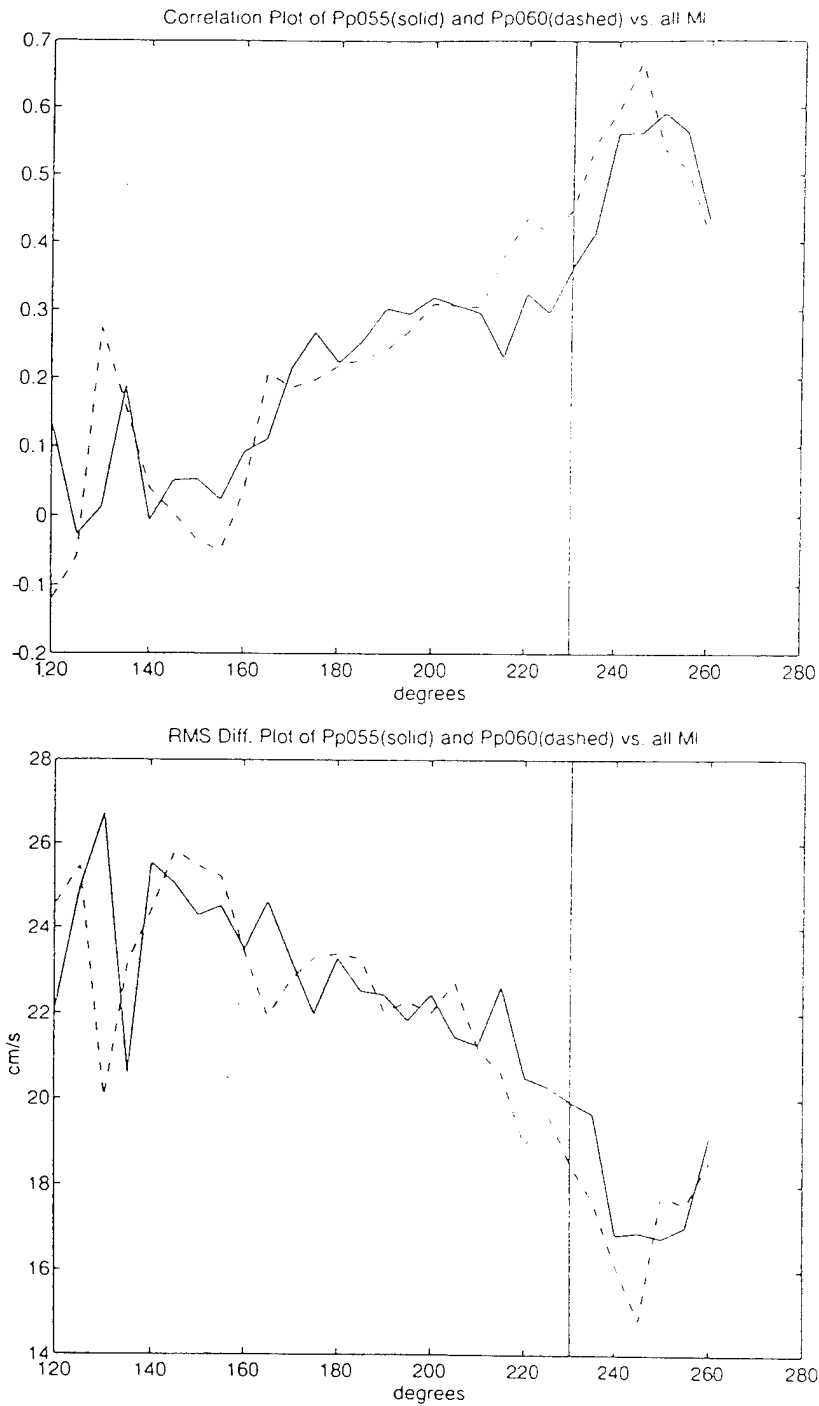 Correlation Plot of Pp055(solid) and Pp060(dashed) vs. all MI
0.7
0.6
0.5
0.4
0.3
0.2
0.1
0
-0.1
-0.2
120 140 160 180 200 220 240 260 280
degrees
RMS Diff. Plot of Pp055(solid) and Pp060(dashed) vs. all MI
28
26
24
22
20
18
16
14
cm/s
120 140 160 180 200 220 240 260 280
degrees